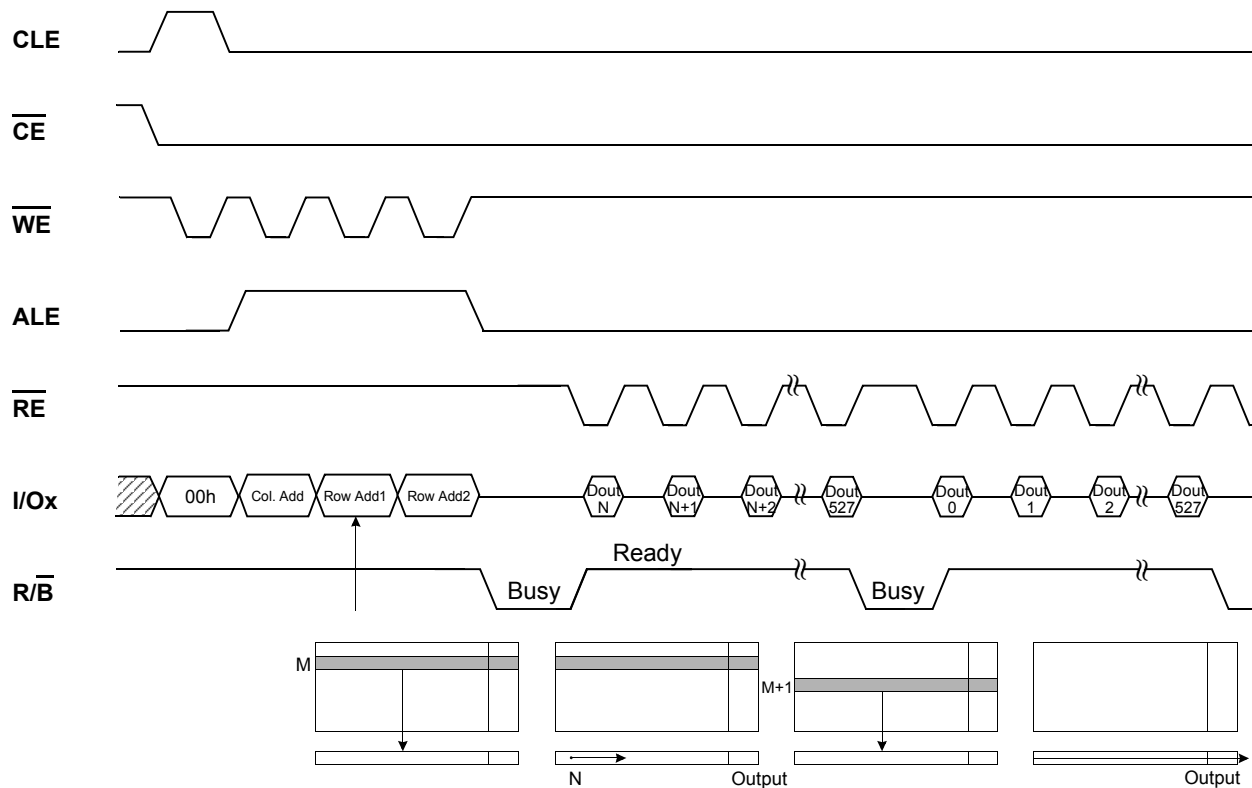 CLE
CE
WE
ALE
RE
I/Ox
00h
Col. Add
Row Add1
Row Add2
Dout
N
Dout
N+1
Dout
N+2
Dout
527
Dout
0
Dout
1
Dout
2
Dout
527
R/B
Busy
Ready
Busy
M
M+1
N
Output
Output